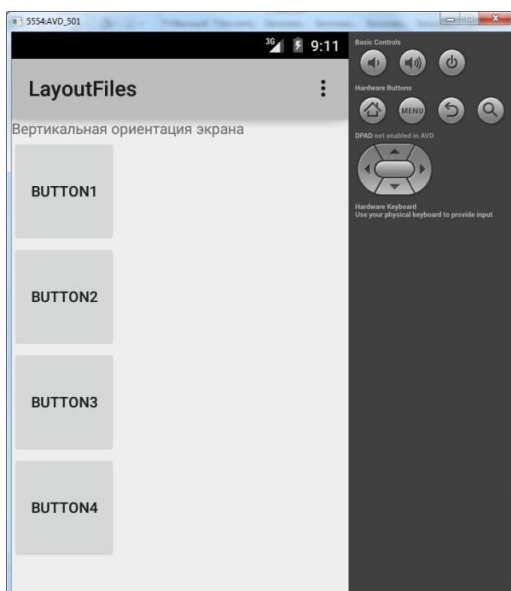 5554:AVD_501
3G 9:11
LayoutFiles
Вертикальная ориентация экрана
BUTTON1
BUTTON2
BUTTON3
BUTTON4
Basic Controls
Hardware Buttons
MENU
DPAD not enabled in AVD
Hardware Keyboard
Use your physical keyboard to provide input